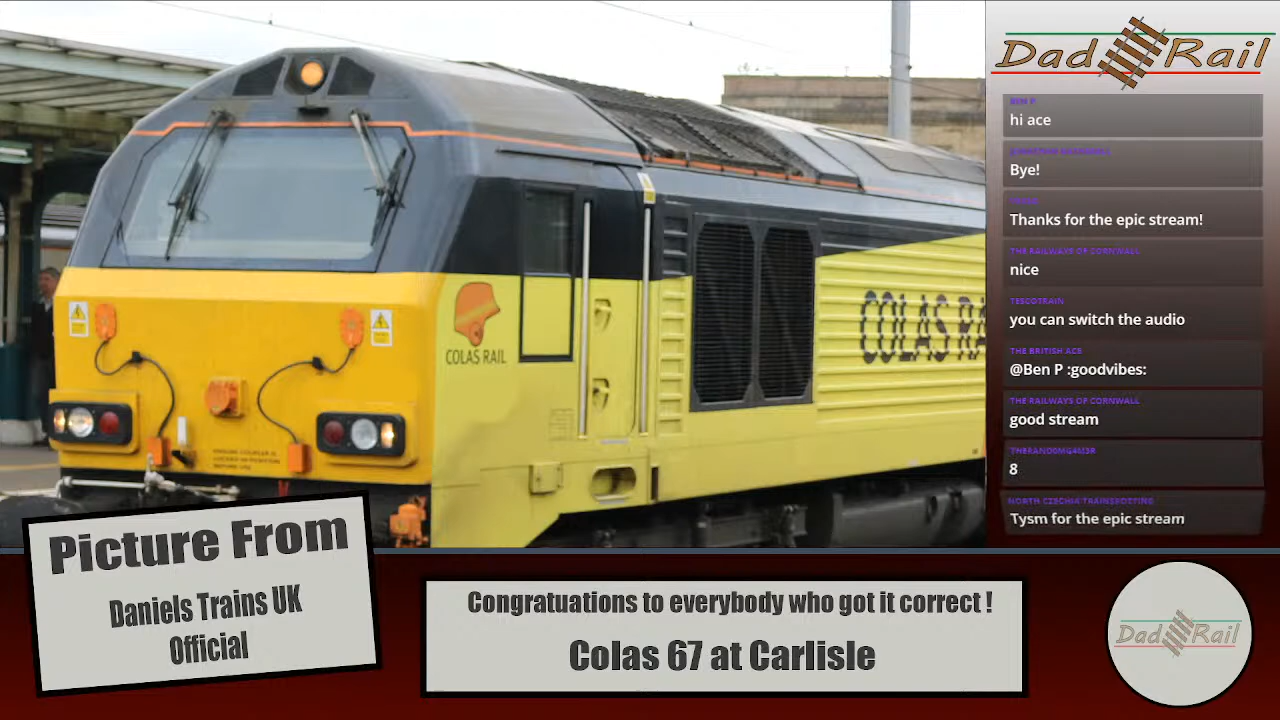 Dad Rail
BEN P
hi ace
Bye!
Thanks for the epic stream!
THE RAILWAYS OF CORNWALL
nice
TESCOTRAIN
you can switch the audio
THE BRITISH ACE
@Ben P :goodvibes:
THE RAILWAYS OF CORNWALL
good stream
8
NORTH CZECHIA TRAINSPOTTING
Tysm for the epic stream
COLAS RAIL
COLAS RA
Picture From
Daniels Trains UK
Official
Congratuations to everybody who got it correct !
Colas 67 at Carlisle
Dad Rail